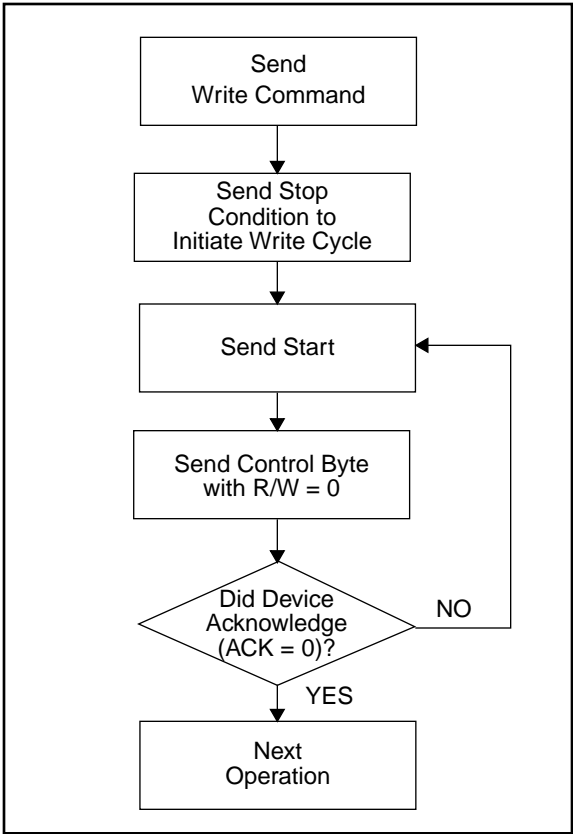 Send
Write Command
Send Stop
Condition to
Initiate Write Cycle
Send Start
Send Control Byte
with R/W = 0
Did Device
Acknowledge
(ACK = 0)?
NO
YES
Next
Operation